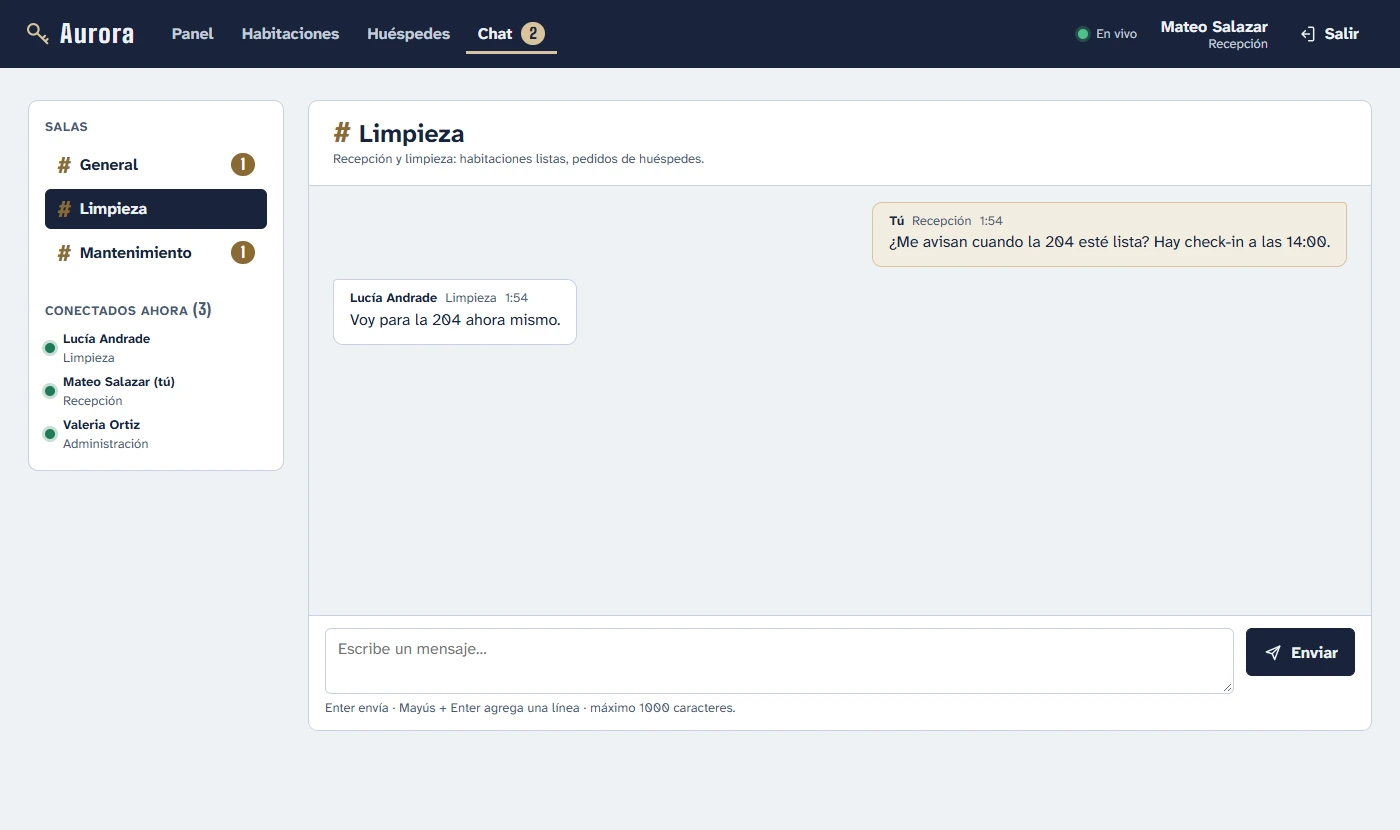 Aurora
Panel
Habitaciones
Huéspedes
Chat 2
En vivo
Mateo Salazar
Recepción
Salir
SALAS
# General 1
# Limpieza
# Mantenimiento 1
CONECTADOS AHORA (3)
Lucía Andrade
Limpieza
Mateo Salazar (tú)
Recepción
Valeria Ortiz
Administración
# Limpieza
Recepción y limpieza: habitaciones listas, pedidos de huéspedes.
Tú Recepción 1:54
¿Me avisan cuando la 204 esté lista? Hay check-in a las 14:00.
Lucía Andrade Limpieza 1:54
Voy para la 204 ahora mismo.
Escribe un mensaje...
Enviar
Enter envía · Mayús + Enter agrega una línea · máximo 1000 caracteres.